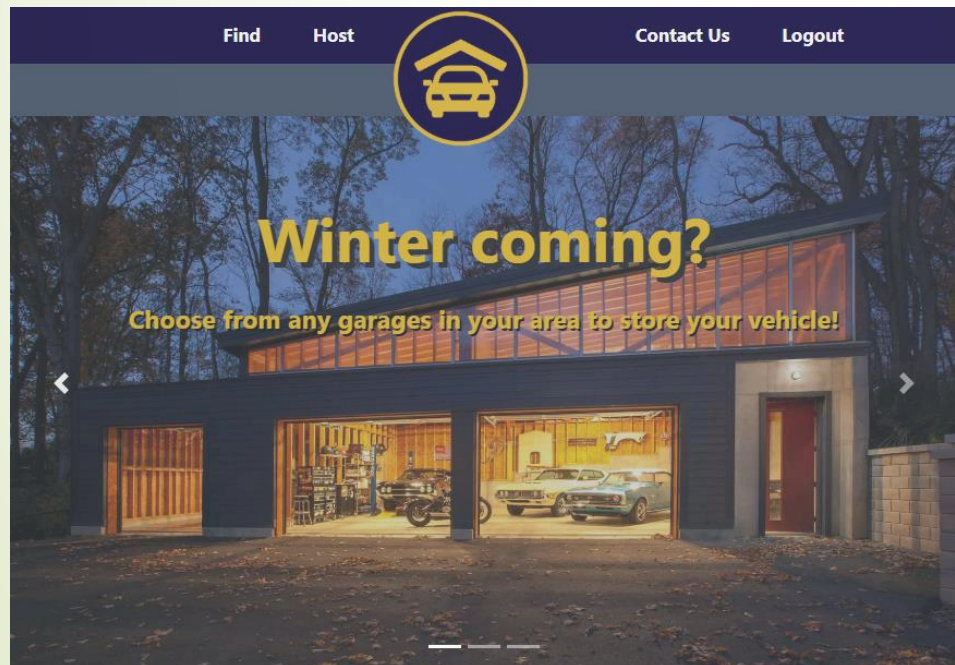 Find Host Contact Us Logout
Winter coming?
Choose from any garages in your area to store your vehicle!